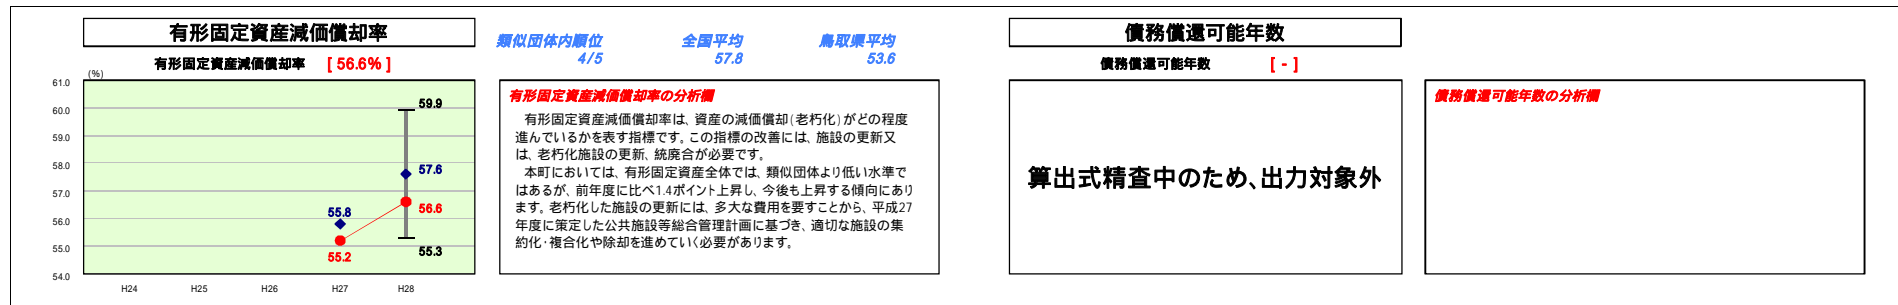 有形固定資産減価償却率
有形固定資産減価償却率 [ 56.6% ]
類似団体内順位 全国平均 鳥取県平均
4/5 57.8 53.6
(%)
61.0
60.0
59.0
58.0
57.0
56.0
55.0
54.0
59.9
57.6
56.6
55.3
55.8
55.2
H24 H25 H26 H27 H28
有形固定資産減価償却率の分析欄
有形固定資産減価償却率は、資産の減価償却(老朽化)がどの程度
進んでいるかを表す指標です。この指標の改善には、施設の更新又
は、老朽化施設の更新、統廃合が必要です。
本町においては、有形固定資産全体では、類似団体より低い水準で
はあるが、前年度に比べ1.4ポイント上昇し、今後も上昇する傾向にあり
ます。老朽化した施設の更新には、多大な費用を要すことから、平成27
年度に策定した公共施設等総合管理計画に基づき、適切な施設の集
約化・複合化や除却を進めていく必要があります。
債務償還可能年数
債務償還可能年数 [ - ]
算出式精査中のため、出力対象外
債務償還可能年数の分析欄